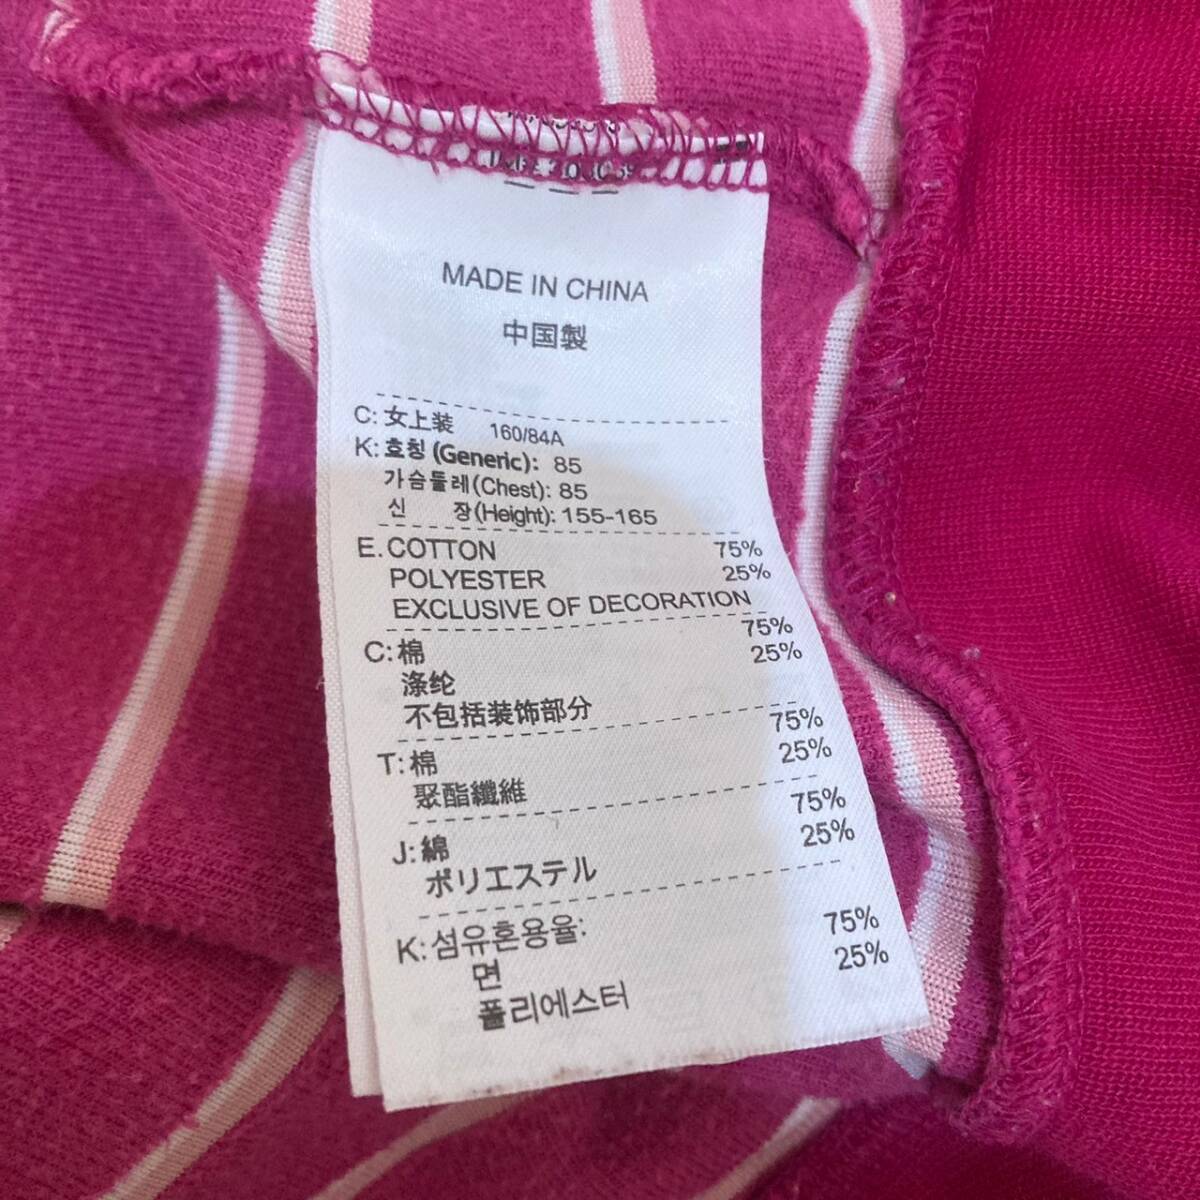 MADE IN CHINA
中国製
C: 女上装 160/84A
K: 호칭 (Generic): 85
가슴둘레(Chest): 85
신 장(Height): 155-165
E. COTTON 75%
POLYESTER 25%
EXCLUSIVE OF DECORATION
C: 棉 75%
涤纶 25%
不包括装饰部分
T: 棉 75%
聚酯纖維 25%
J: 綿 75%
ポリエステル 25%
K: 섬유혼용율:
면 75%
폴리에스터 25%